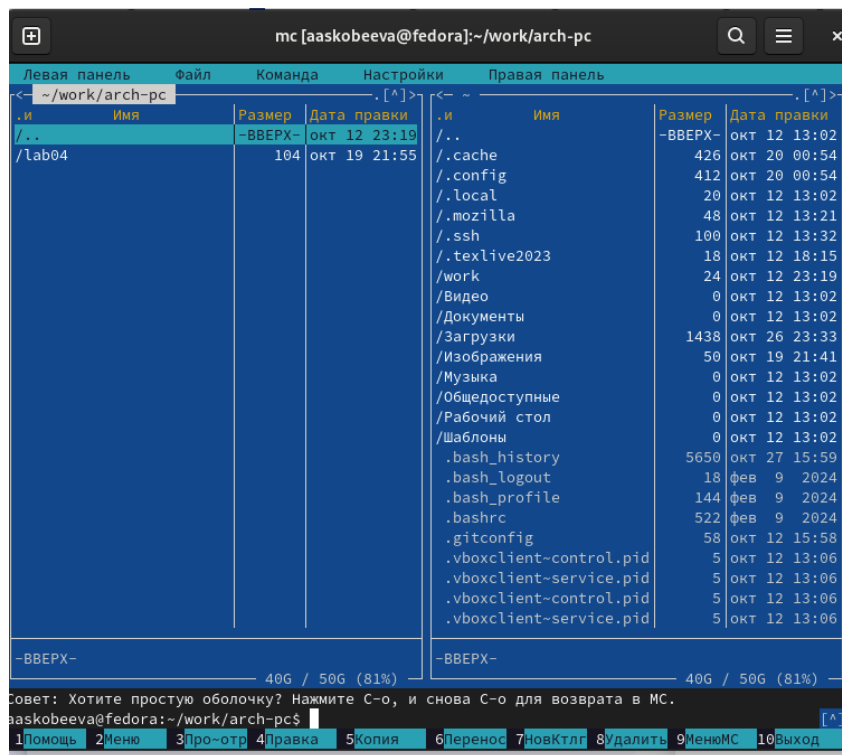 mc [aaskobeeva@fedora]:~/work/arch-pc
Левая панель Файл Команда Настройки Правая панель
<— ~/work/arch-pc .[^]> <— ~ .[^]>
.и Имя Размер Дата правки .и Имя Размер Дата правки
/.. -ВВЕРХ- окт 12 23:19 /.. -ВВЕРХ- окт 12 13:02
/lab04 104 окт 19 21:55 /.cache 426 окт 20 00:54
/.config 412 окт 20 00:54
/.local 20 окт 12 13:02
/.mozilla 48 окт 12 13:21
/.ssh 100 окт 12 13:32
/.texlive2023 18 окт 12 18:15
/work 24 окт 12 23:19
/Видео 0 окт 12 13:02
/Документы 0 окт 12 13:02
/Загрузки 1438 окт 26 23:33
/Изображения 50 окт 19 21:41
/Музыка 0 окт 12 13:02
/Общедоступные 0 окт 12 13:02
/Рабочий стол 0 окт 12 13:02
/Шаблоны 0 окт 12 13:02
.bash_history 5650 окт 27 15:59
.bash_logout 18 фев 9 2024
.bash_profile 144 фев 9 2024
.bashrc 522 фев 9 2024
.gitconfig 58 окт 12 15:58
.vboxclient~control.pid 5 окт 12 13:06
.vboxclient~service.pid 5 окт 12 13:06
.vboxclient~control.pid 5 окт 12 13:06
.vboxclient~service.pid 5 окт 12 13:06
-ВВЕРХ- -ВВЕРХ-
40G / 50G (81%) 40G / 50G (81%)
Совет: Хотите простую оболочку? Нажмите C-o, и снова C-o для возврата в MC.
aaskobeeva@fedora:~/work/arch-pc$ [^]
1Помощь 2Меню 3Про~отр 4Правка 5Копия 6Перенос 7НовКтлг 8Удалить 9МенюMC 10Выход